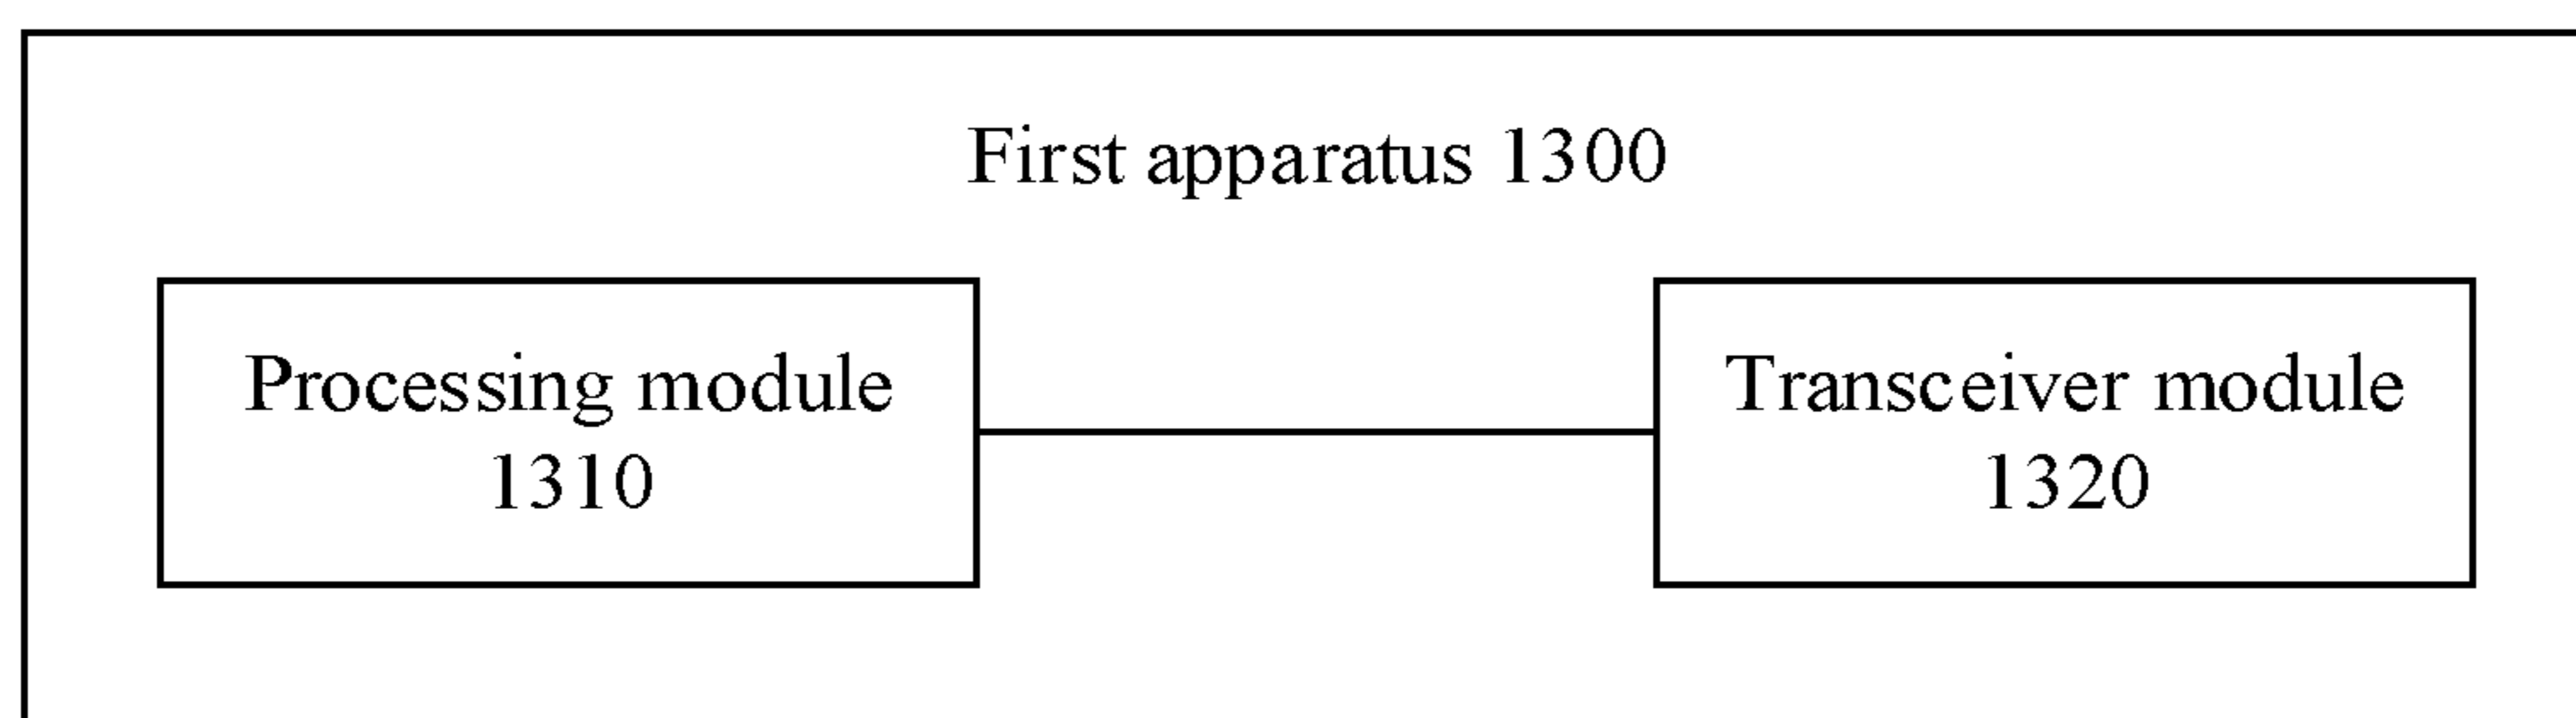 First apparatus 1300
Processing module
1310
Transceiver module
1320